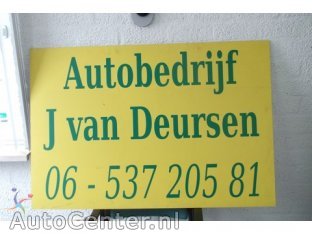 Autobedrijf
J van Deursen
06 - 537 205 81
AutoCenter.nl